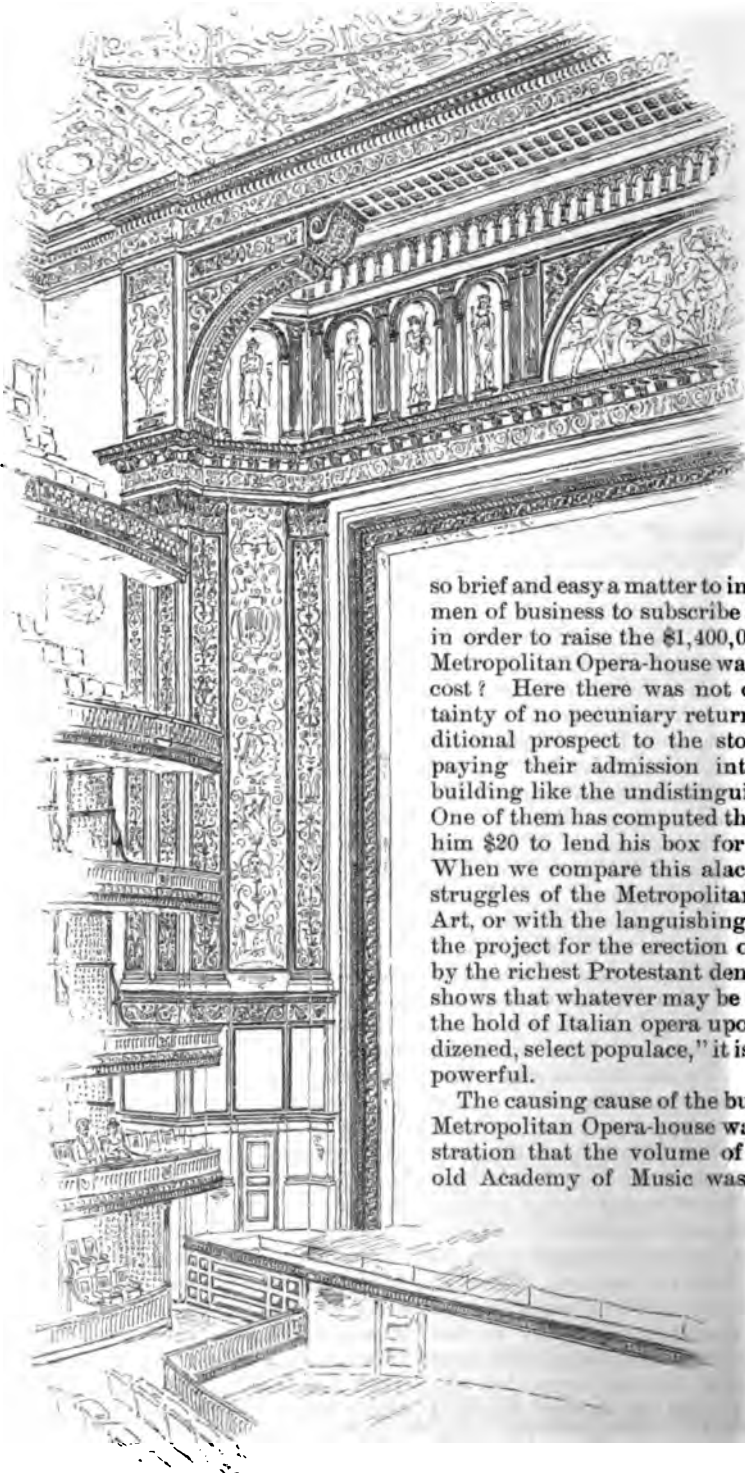 so brief and easy a matter to in
men of business to subscribe
in order to raise the $1,400,0
Metropolitan Opera-house wa
cost ? Here there was not
tainty of no pecuniary return
ditional prospect to the sto
paying their admission int
building like the undistingui
One of them has computed th
him $20 to lend his box for
When we compare this alac
struggles of the Metropolitan
Art, or with the languishing
the project for the erection
by the richest Protestant den
shows that whatever may be
the hold of Italian opera upo
dizened, select populace," it is
powerful.
The causing cause of the bu
Metropolitan Opera-house wa
stration that the volume of
old Academy of Music was